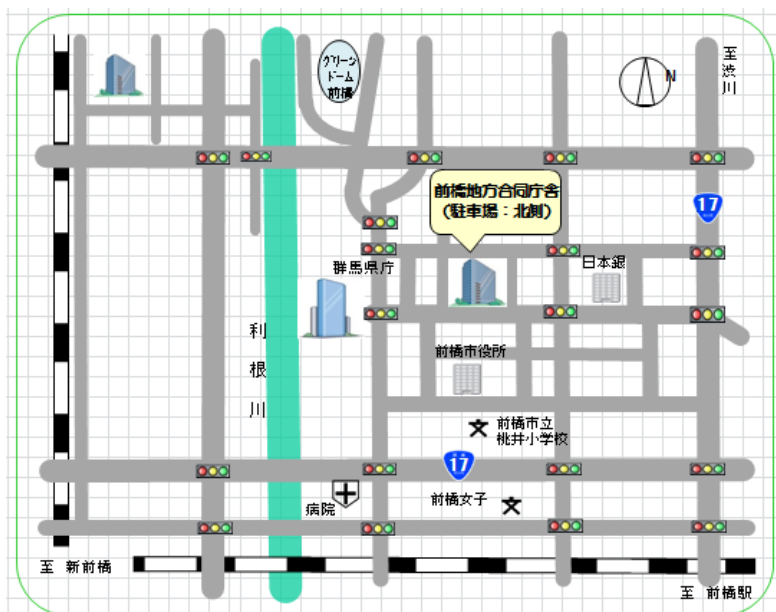 グリーン
ドーム
前橋
N
至
渋
川
前橋地方合同庁舎
(駐車場：北側)
17
群馬県庁
日本銀
利
根
川
前橋市役所
前橋市立
桃井小学校
17
前橋女子
病院
至 新前橋
至 前橋駅